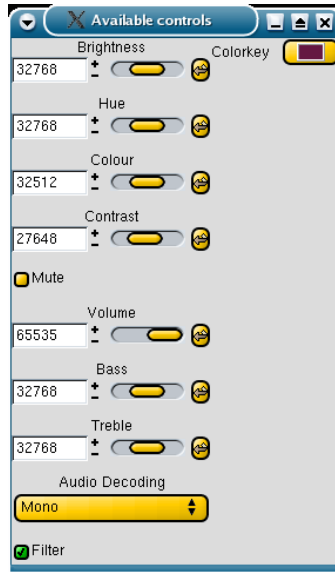 Available controls
Brightness
Colorkey
32768
Hue
32768
Colour
32512
Contrast
27648
Mute
Volume
65535
Bass
32768
Treble
32768
Audio Decoding
Mono
Filter